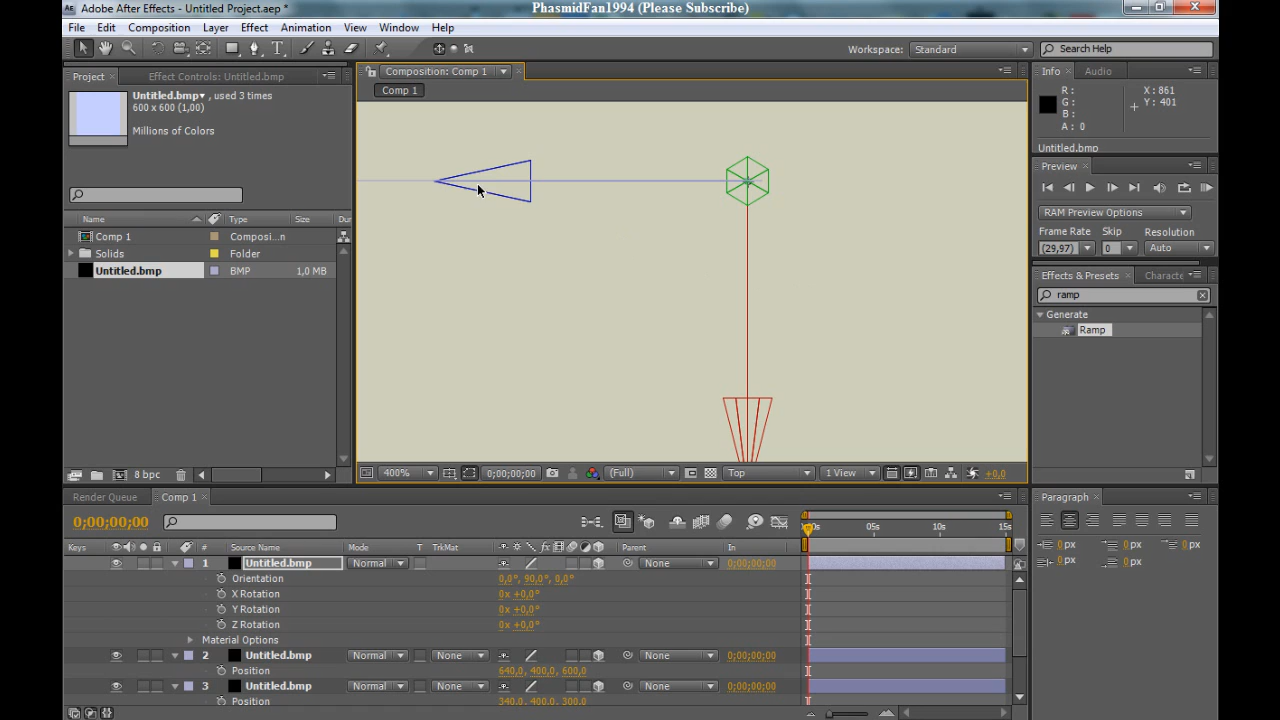 Adobe After Effects - Untitled Project.aep *
PhasmidFan1994 (Please Subscribe)
File Edit Composition Layer Effect Animation View Window Help
Workspace: Standard
Search Help
Project Effect Controls: Untitled.bmp
Composition: Comp 1
Info Audio
Untitled.bmp , used 3 times
600 x 600 (1,00)
Comp 1
R :
G :
B :
A : 0
X : 861
Y : 401
Millions of Colors
Untitled.bmp
Preview
Name Type Size Dur
RAM Preview Options
Comp 1 Composi...n
Frame Rate Skip Resolution
Solids Folder
(29,97) 0 Auto
Untitled.bmp BMP 1,0 MB
Effects & Presets Characte
ramp
Generate
Ramp
8 bpc
400% 0;00;00;00 (Full) Top 1 View +0,0
Render Queue Comp 1
Paragraph
0;00;00;00
05s 10s 15s
0 px 0 px 0 px
0 px 0 px
Keys # Source Name Mode T TrkMat Parent In
1 Untitled.bmp Normal None 0;00;00;00
Orientation 0,0°, 90,0°, 0,0°
X Rotation 0x +0,0°
Y Rotation 0x +0,0°
Z Rotation 0x +0,0°
Material Options
2 Untitled.bmp Normal None None 0;00;00;00
Position 640,0, 400,0, 600,0
3 Untitled.bmp Normal None None 0;00;00;00
Position 340,0, 400,0, 300,0